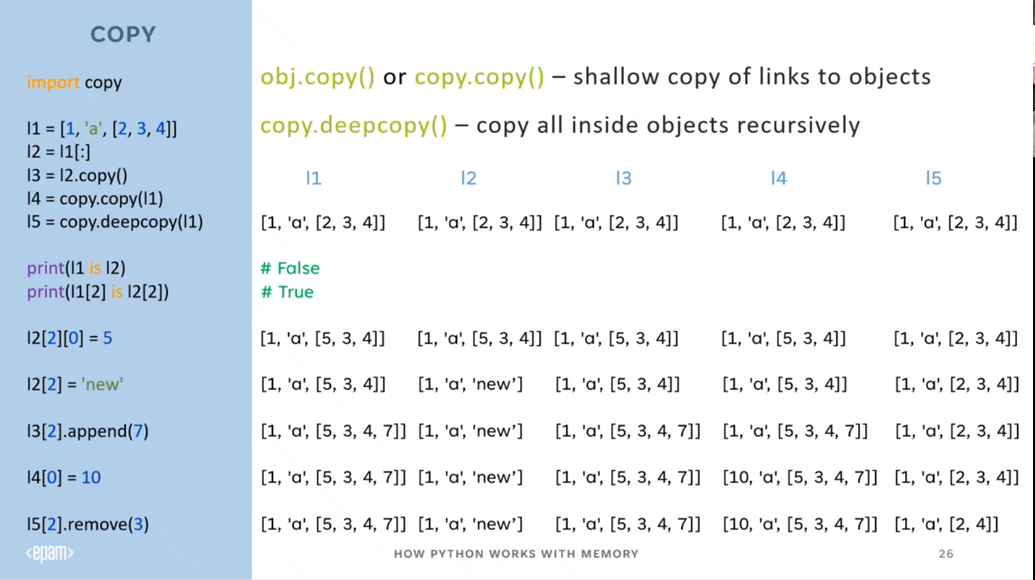 COPY
import copy
l1 = [1, 'a', [2, 3, 4]]
l2 = l1[:]
l3 = l2.copy()
l4 = copy.copy(l1)
l5 = copy.deepcopy(l1)
print(l1 is l2)
print(l1[2] is l2[2])
l2[2][0] = 5
l2[2] = 'new'
l3[2].append(7)
l4[0] = 10
l5[2].remove(3)
<epam>
obj.copy() or copy.copy() – shallow copy of links to objects
copy.deepcopy() – copy all inside objects recursively
l1 l2 l3 l4 l5
[1, 'a', [2, 3, 4]] [1, 'a', [2, 3, 4]] [1, 'a', [2, 3, 4]] [1, 'a', [2, 3, 4]] [1, 'a', [2, 3, 4]]
# False
# True
[1, 'a', [5, 3, 4]] [1, 'a', [5, 3, 4]] [1, 'a', [5, 3, 4]] [1, 'a', [5, 3, 4]] [1, 'a', [2, 3, 4]]
[1, 'a', [5, 3, 4]] [1, 'a', 'new’] [1, 'a', [5, 3, 4]] [1, 'a', [5, 3, 4]] [1, 'a', [2, 3, 4]]
[1, 'a', [5, 3, 4, 7]] [1, 'a', 'new’] [1, 'a', [5, 3, 4, 7]] [1, 'a', [5, 3, 4, 7]] [1, 'a', [2, 3, 4]]
[1, 'a', [5, 3, 4, 7]] [1, 'a', 'new’] [1, 'a', [5, 3, 4, 7]] [10, 'a', [5, 3, 4, 7]] [1, 'a', [2, 3, 4]]
[1, 'a', [5, 3, 4, 7]] [1, 'a', 'new’] [1, 'a', [5, 3, 4, 7]] [10, 'a', [5, 3, 4, 7]] [1, 'a', [2, 4]]
HOW PYTHON WORKS WITH MEMORY
26